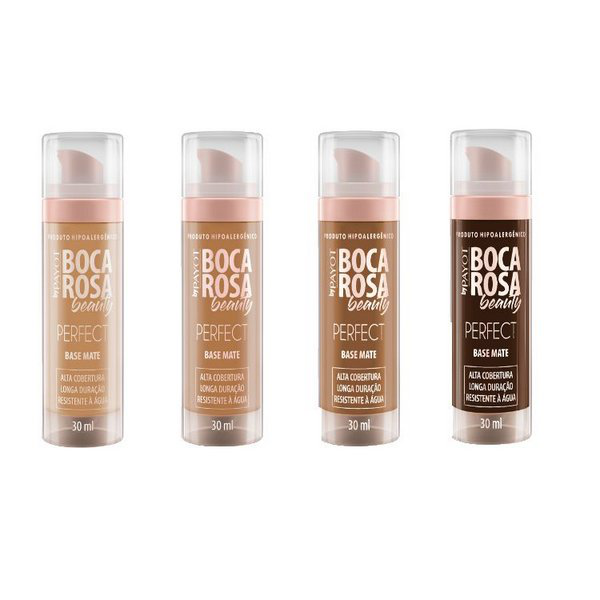 PRODUTO HIPOALERGÊNICO
by PAYOT
BOCA
ROSA
beauty
PERFECT
BASE MATE
ALTA COBERTURA
LONGA DURAÇÃO
RESISTENTE À ÁGUA
30 ml
PRODUTO HIPOALERGÊNICO
by PAYOT
BOCA
ROSA
beauty
PERFECT
BASE MATE
ALTA COBERTURA
LONGA DURAÇÃO
RESISTENTE À ÁGUA
30 ml
PRODUTO HIPOALERGÊNICO
by PAYOT
BOCA
ROSA
beauty
PERFECT
BASE MATE
ALTA COBERTURA
LONGA DURAÇÃO
RESISTENTE À ÁGUA
30 ml
PRODUTO HIPOALERGÊNICO
by PAYOT
BOCA
ROSA
beauty
PERFECT
BASE MATE
ALTA COBERTURA
LONGA DURAÇÃO
RESISTENTE À ÁGUA
30 ml